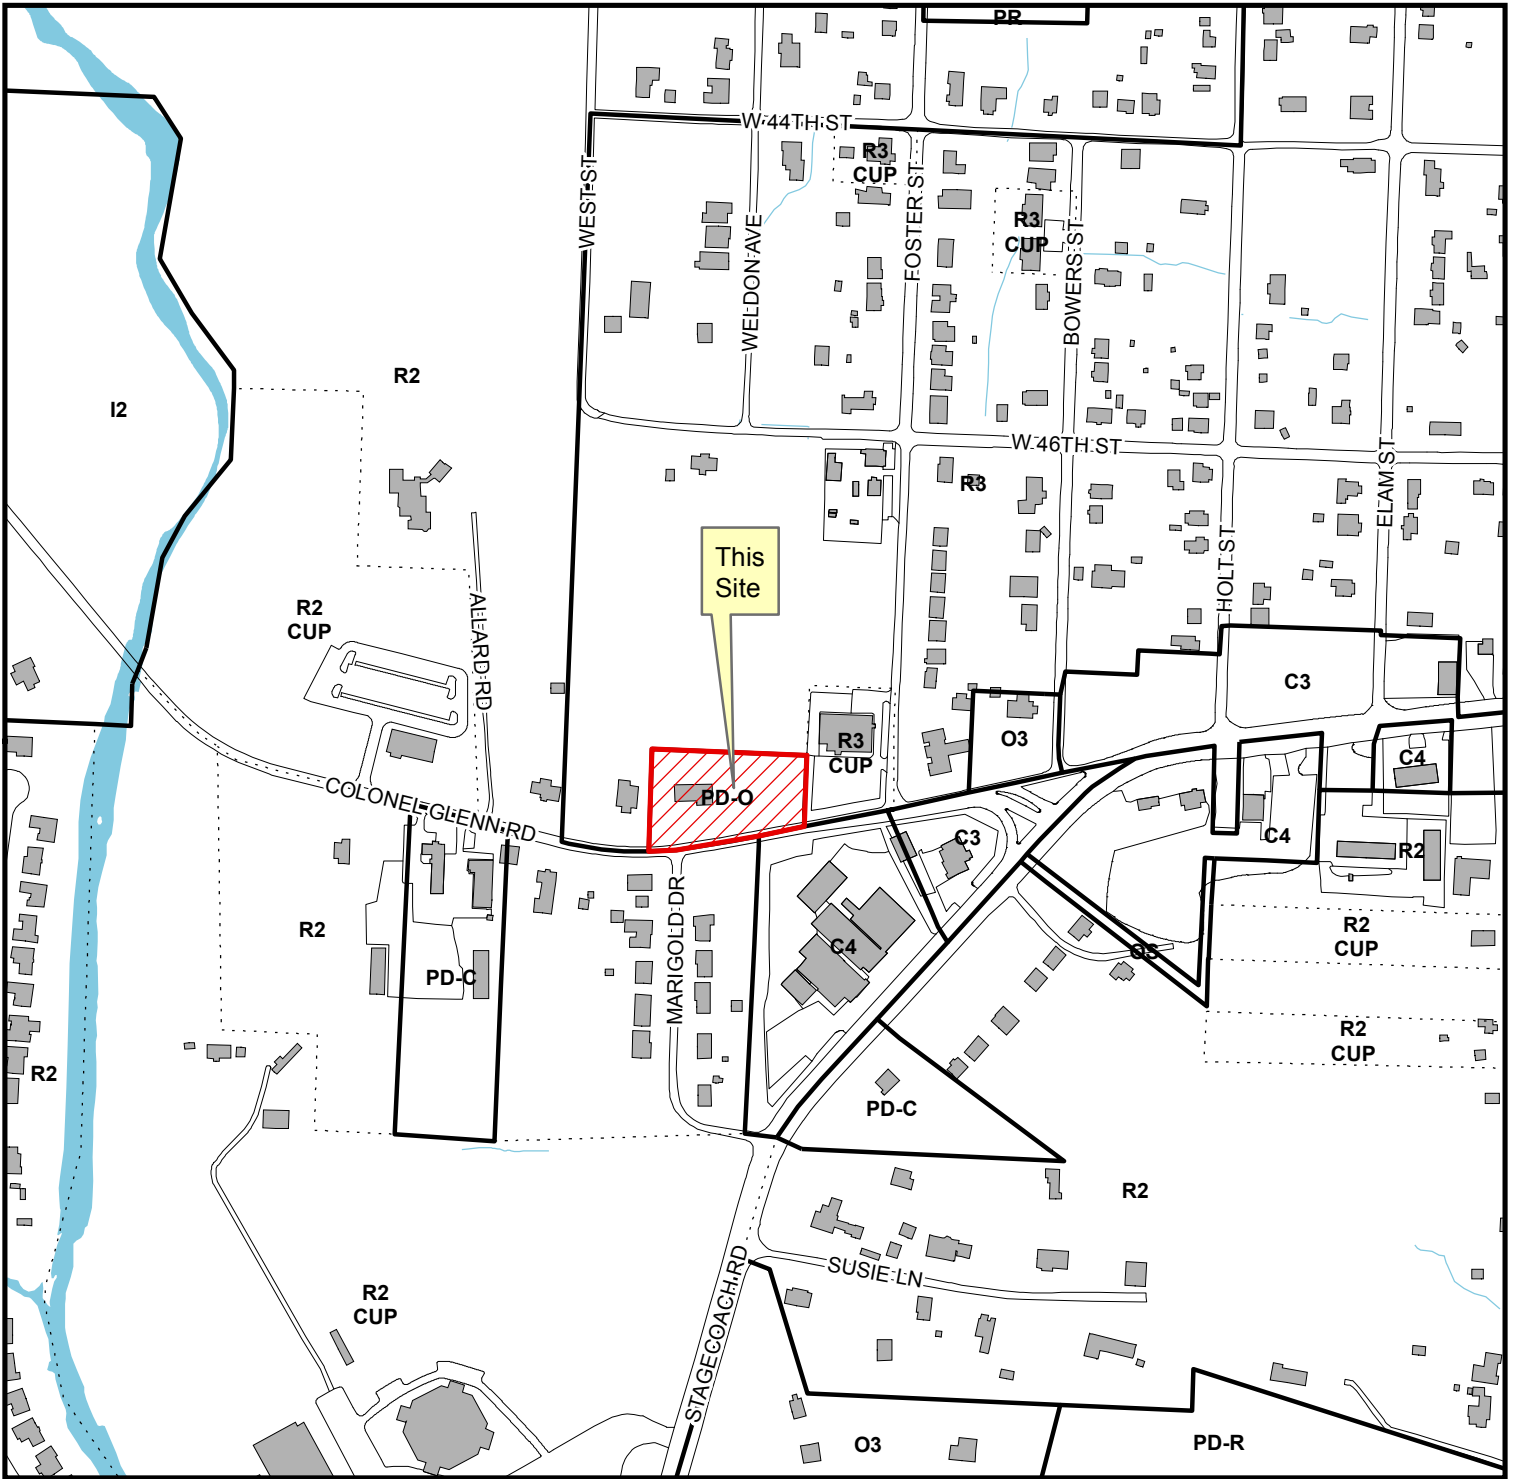 PR
W 44TH ST
R3
CUP
WEST ST
FOSTER ST
R3
CUP
WELDON AVE
BOWERS ST
R2
I2
W 46TH ST
ELAM ST
R3
This
Site
HOLT ST
R2
CUP
ALLARD RD
C3
O3
R3
CUP
C4
PD-O
COLONEL GLENN RD
C3
C4
R2
R2
MARIGOLD DR
C4
OS
R2
CUP
PD-C
R2
CUP
R2
PD-C
R2
SUSIE LN
R2
CUP
STAGECOACH RD
O3
PD-R